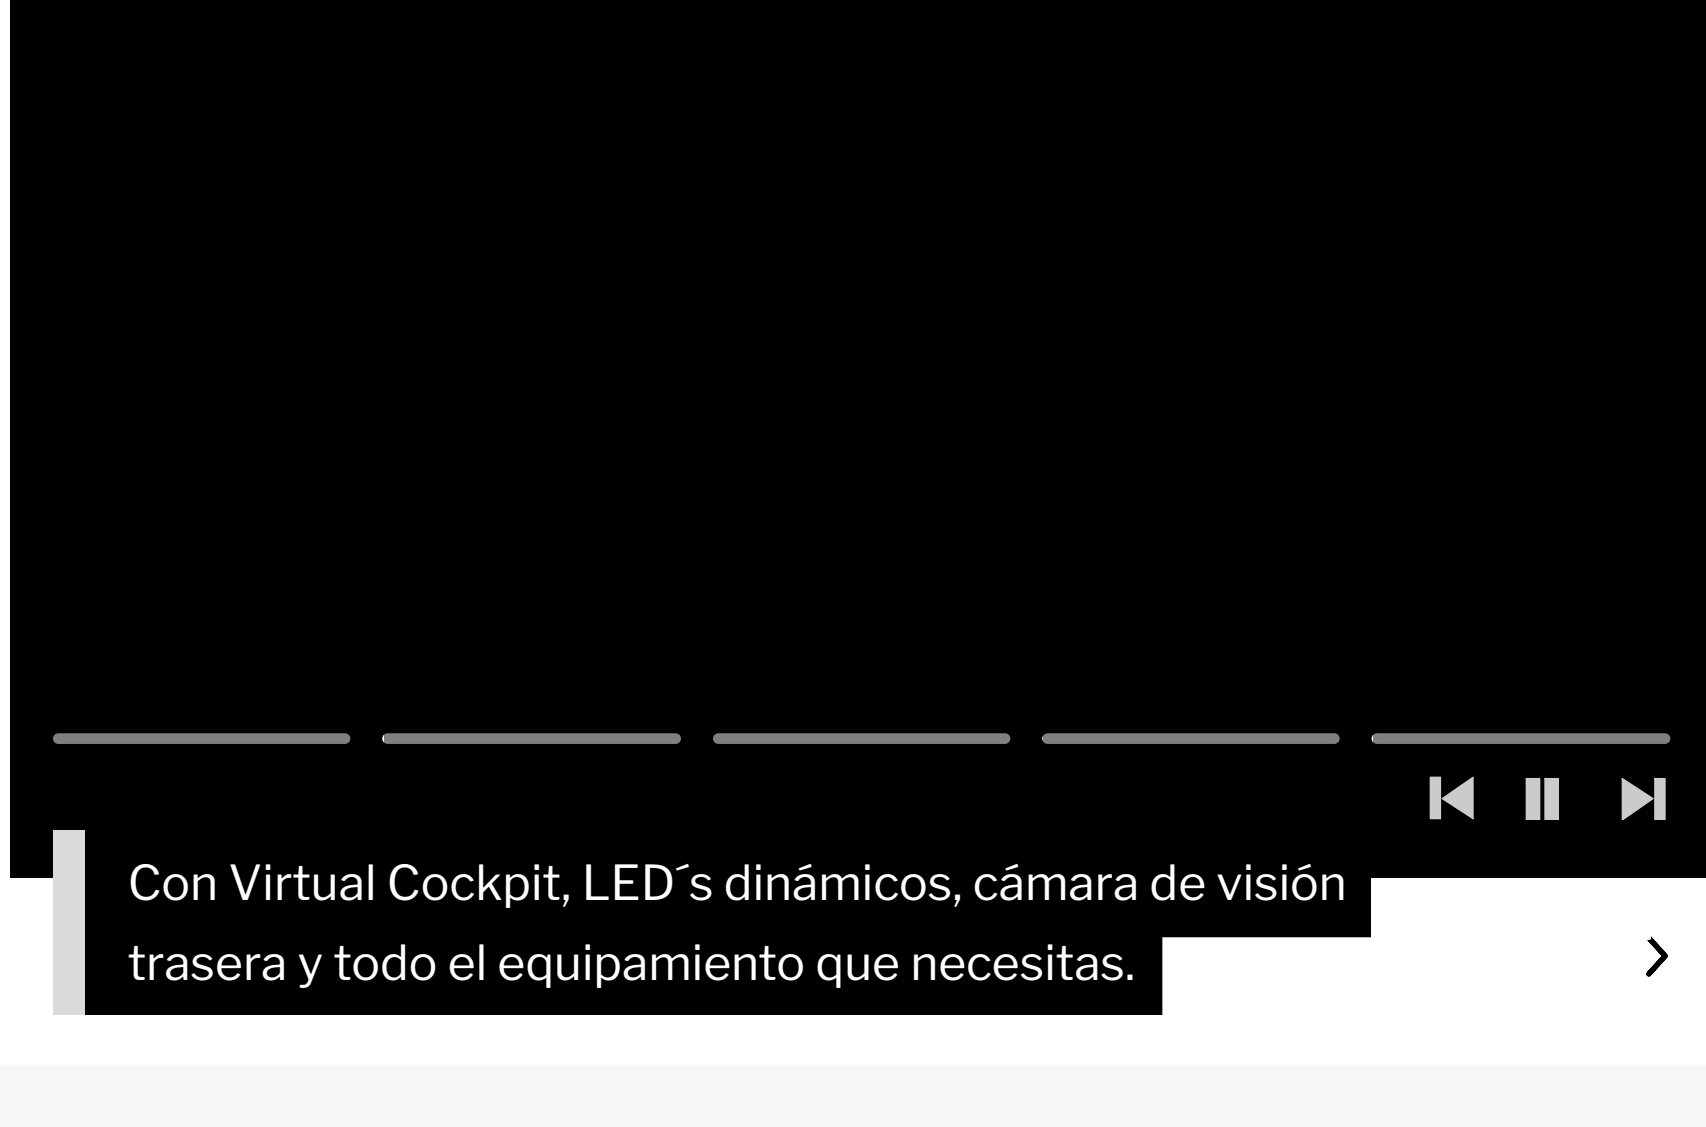 Con Virtual Cockpit, LED´s dinámicos, cámara de visión
trasera y todo el equipamiento que necesitas.